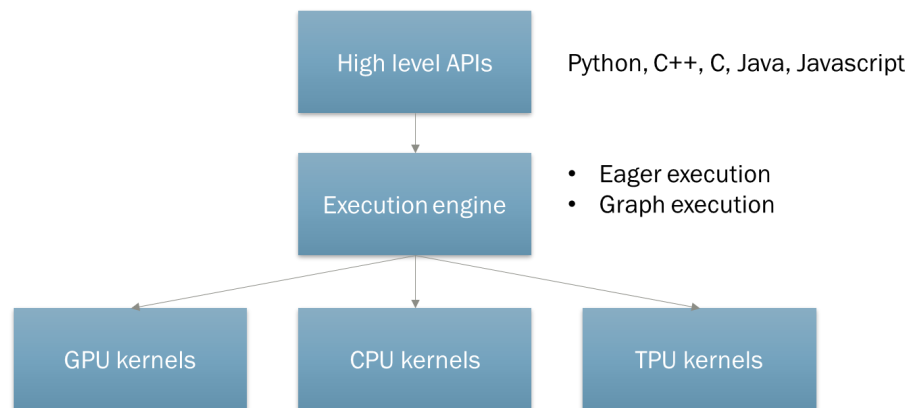 High level APIs
Python, C++, C, Java, Javascript
Execution engine
• Eager execution
• Graph execution
GPU kernels
CPU kernels
TPU kernels